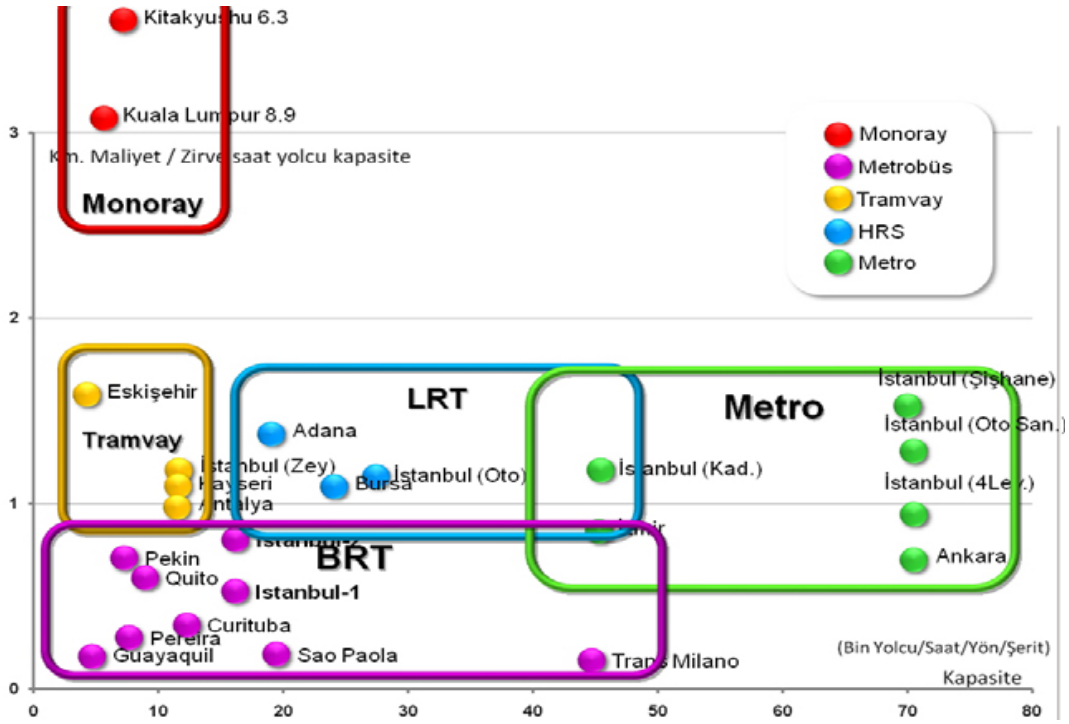 Kitakyushu 6.3
Kuala Lumpur 8.9
3
Km. Maliyet / Zirve saat yolcu kapasite
Monoray
Monoray
Metrobüs
Tramvay
HRS
Metro
2
Eskişehir
Tramvay
İstanbul (Zey)
Kayseri
Antalya
LRT
Adana
İstanbul (Oto)
Bursa
Metro
İstanbul (Şişhane)
İstanbul (Oto San.)
İstanbul (Kad.)
İstanbul (4Lev.)
İzmir
Ankara
1
İstanbul-2
BRT
Pekin
Quito
Istanbul-1
Curituba
Pereira
Guayaquil
Sao Paola
Trans Milano
(Bin Yolcu/Saat/Yön/Şerit)
Kapasite
0
0 10 20 30 40 50 60 70 80